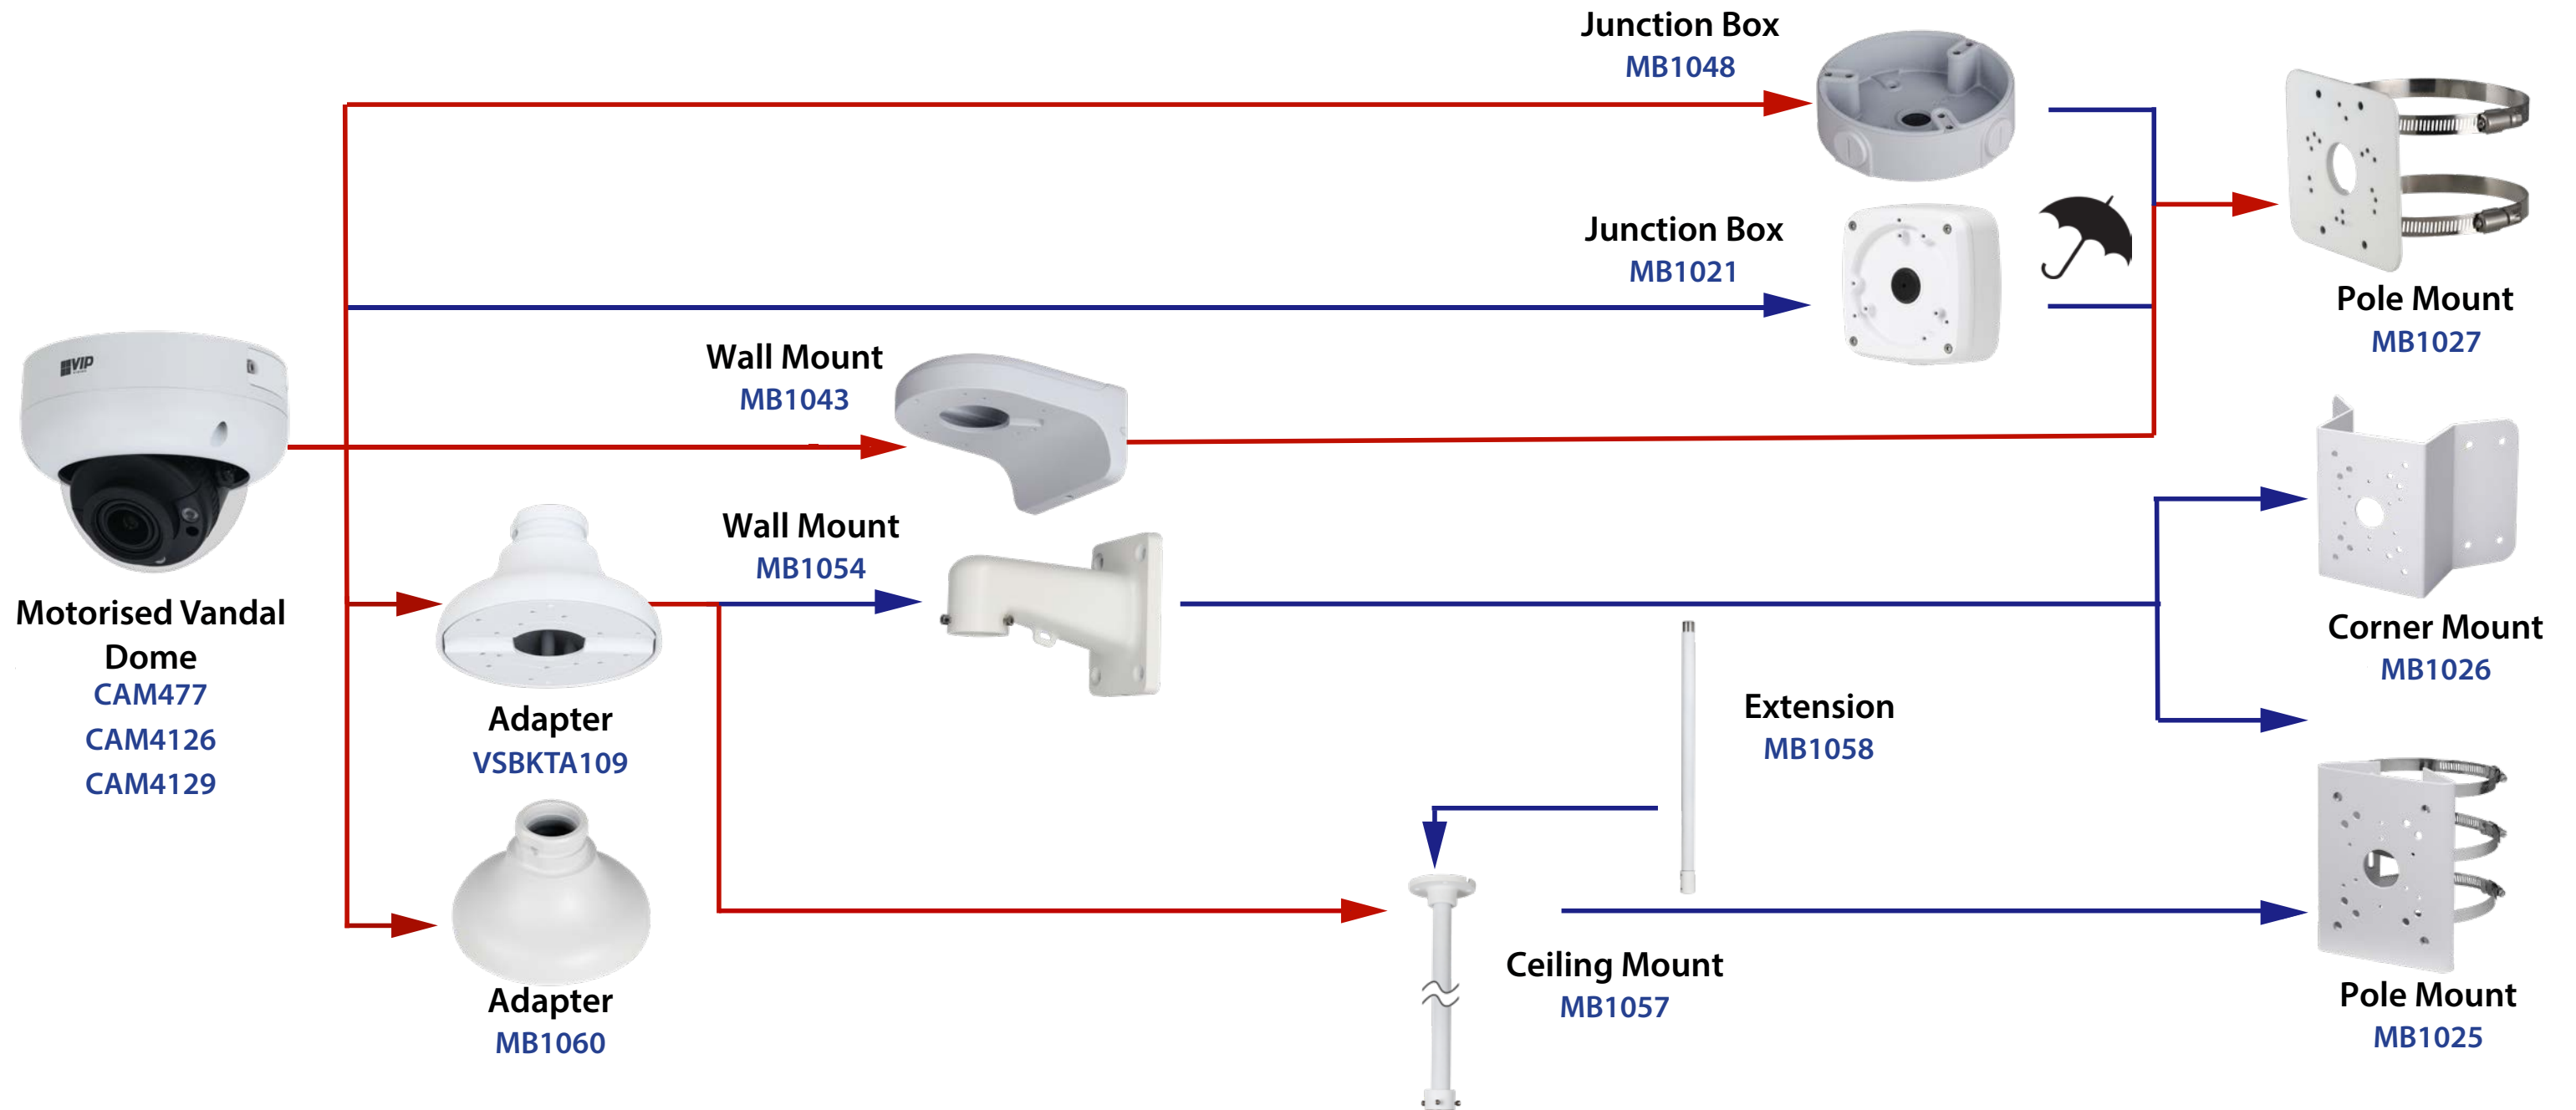 Junction Box
MB1048
Junction Box
MB1021
Pole Mount
MB1027
Wall Mount
MB1043
VIP
Wall Mount
MB1054
Motorised Vandal
Dome
CAM477
CAM4126
CAM4129
Corner Mount
MB1026
Adapter
VSBKTA109
Extension
MB1058
Ceiling Mount
MB1057
Adapter
MB1060
Pole Mount
MB1025